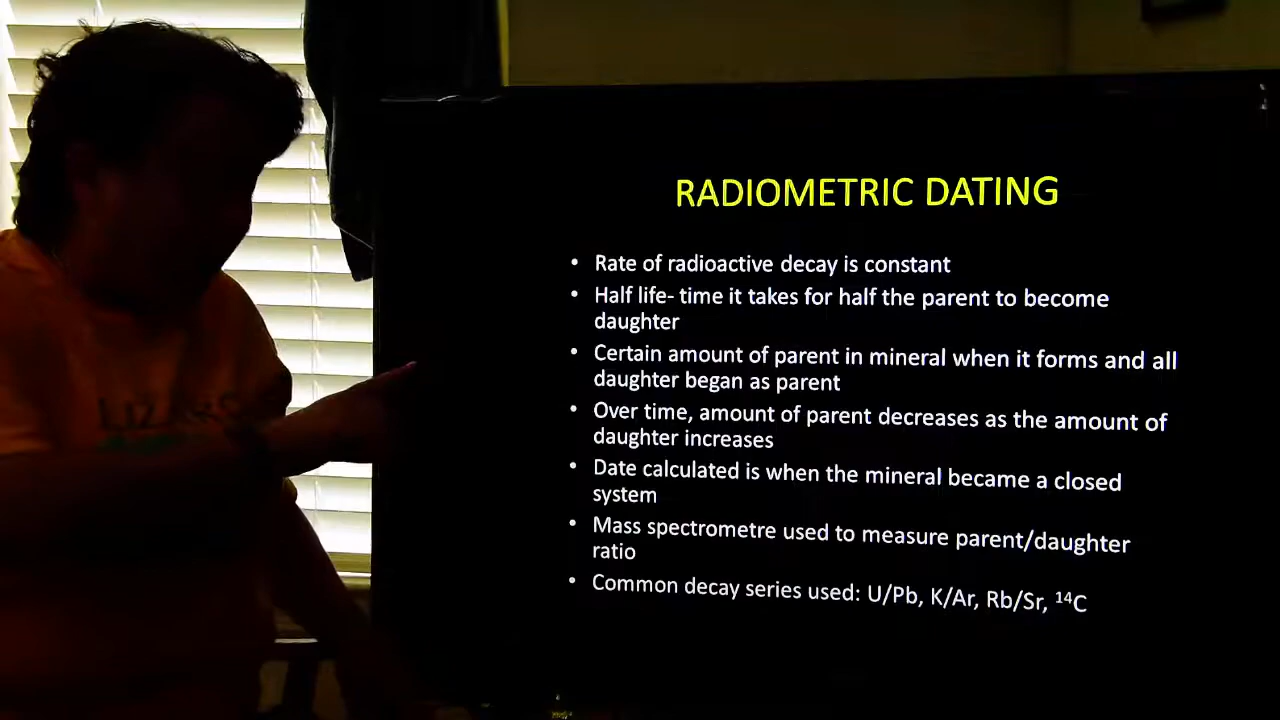 RADIOMETRIC DATING
• Rate of radioactive decay is constant
• Half life- time it takes for half the parent to become
daughter
• Certain amount of parent in mineral when it forms and all
daughter began as parent
• Over time, amount of parent decreases as the amount of
daughter increases
• Date calculated is when the mineral became a closed
system
• Mass spectrometre used to measure parent/daughter
ratio
• Common decay series used: U/Pb, K/Ar, Rb/Sr, ¹⁴C